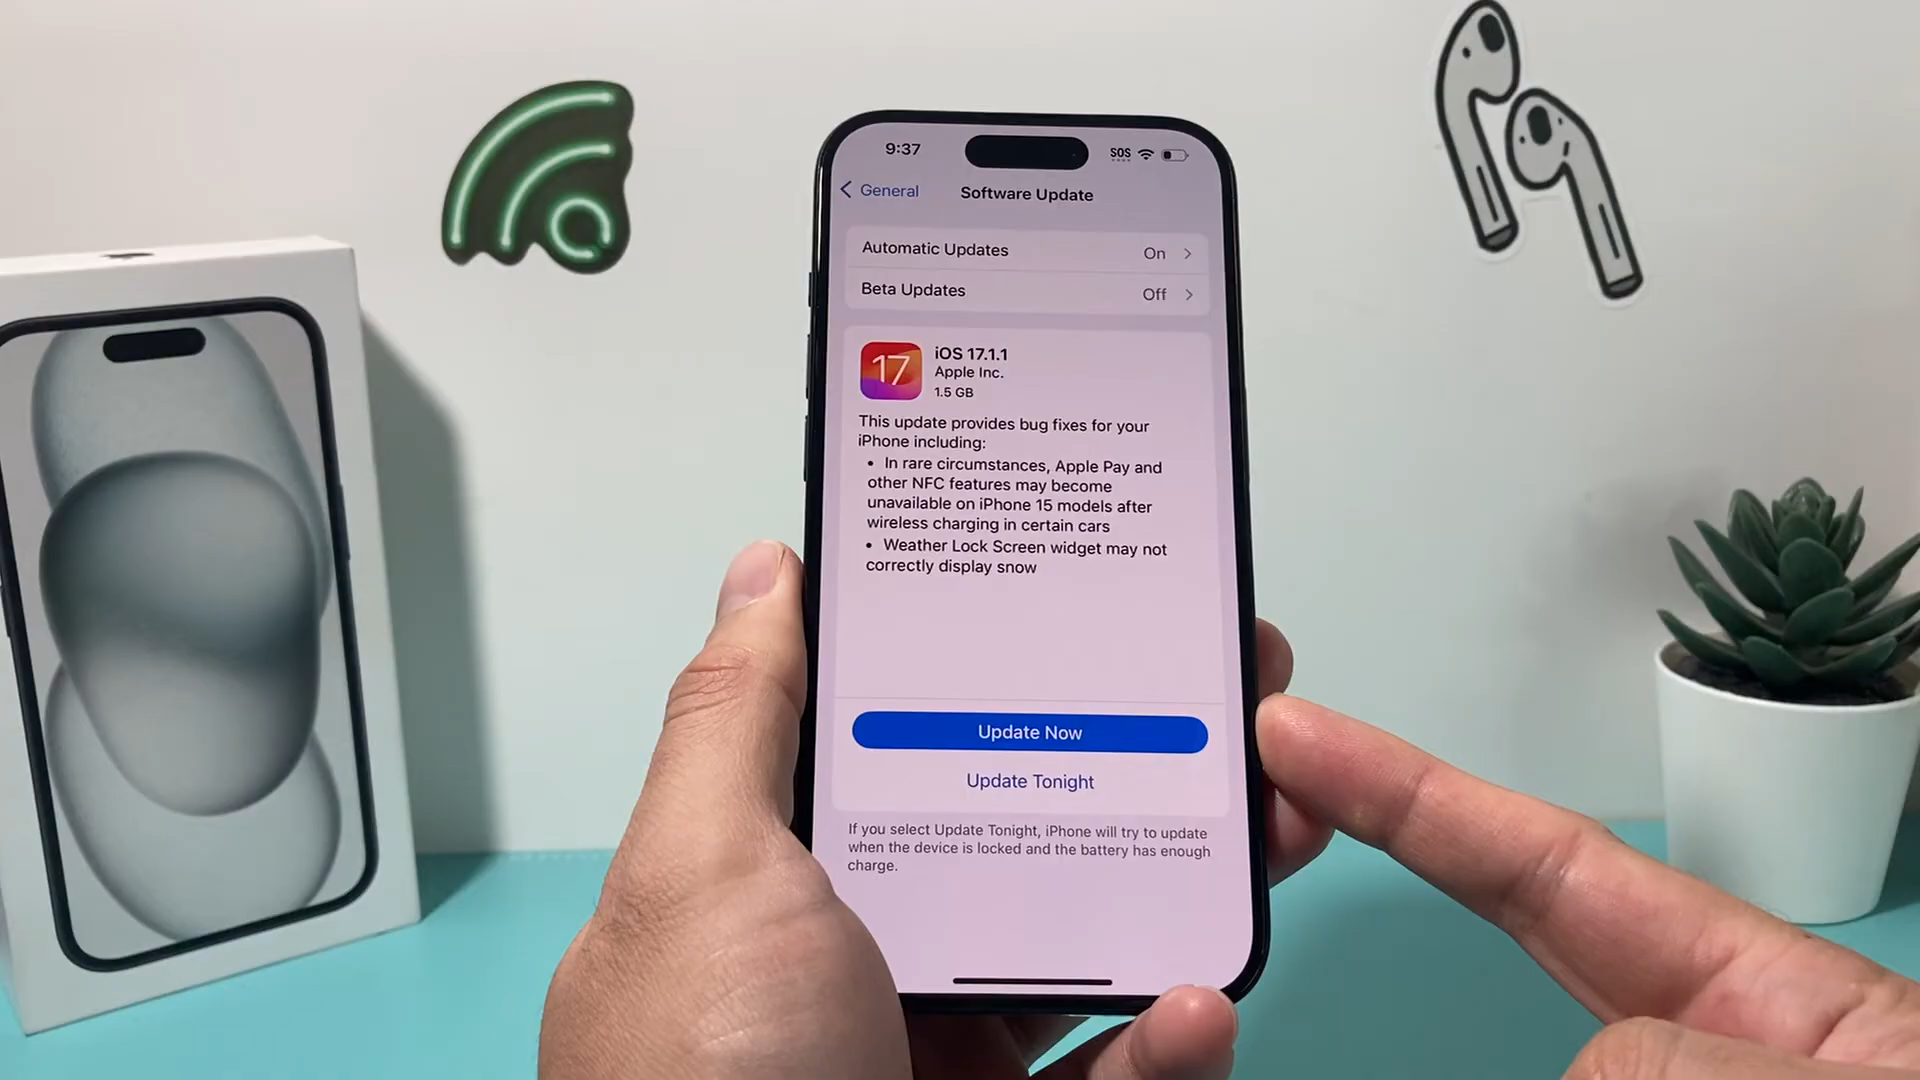 9:37
SOS
General
Software Update
Automatic Updates
On
Beta Updates
Off
17
iOS 17.1.1
Apple Inc.
1.5 GB
This update provides bug fixes for your
iPhone including:
• In rare circumstances, Apple Pay and
other NFC features may become
unavailable on iPhone 15 models after
wireless charging in certain cars
• Weather Lock Screen widget may not
correctly display snow
Update Now
Update Tonight
If you select Update Tonight, iPhone will try to update
when the device is locked and the battery has enough
charge.